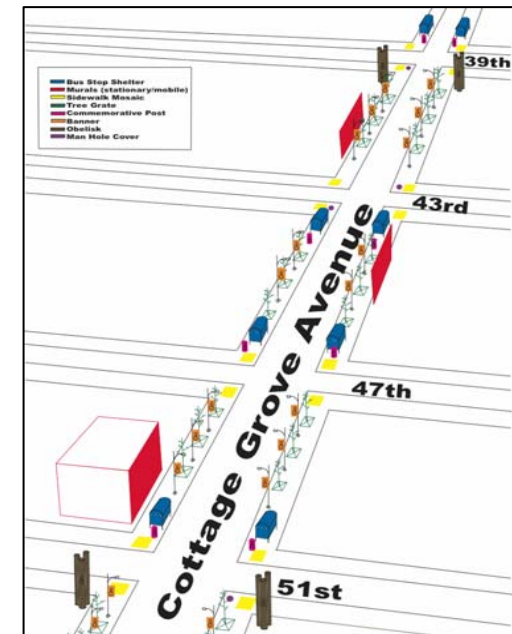 39th
Bus Stop Shelter
Murals (stationary/mobile)
Sidewalk Mosaic
Tree Grate
Commemorative Post
Banner
Obelisk
Man Hole Cover
43rd
Cottage Grove Avenue
47th
51st